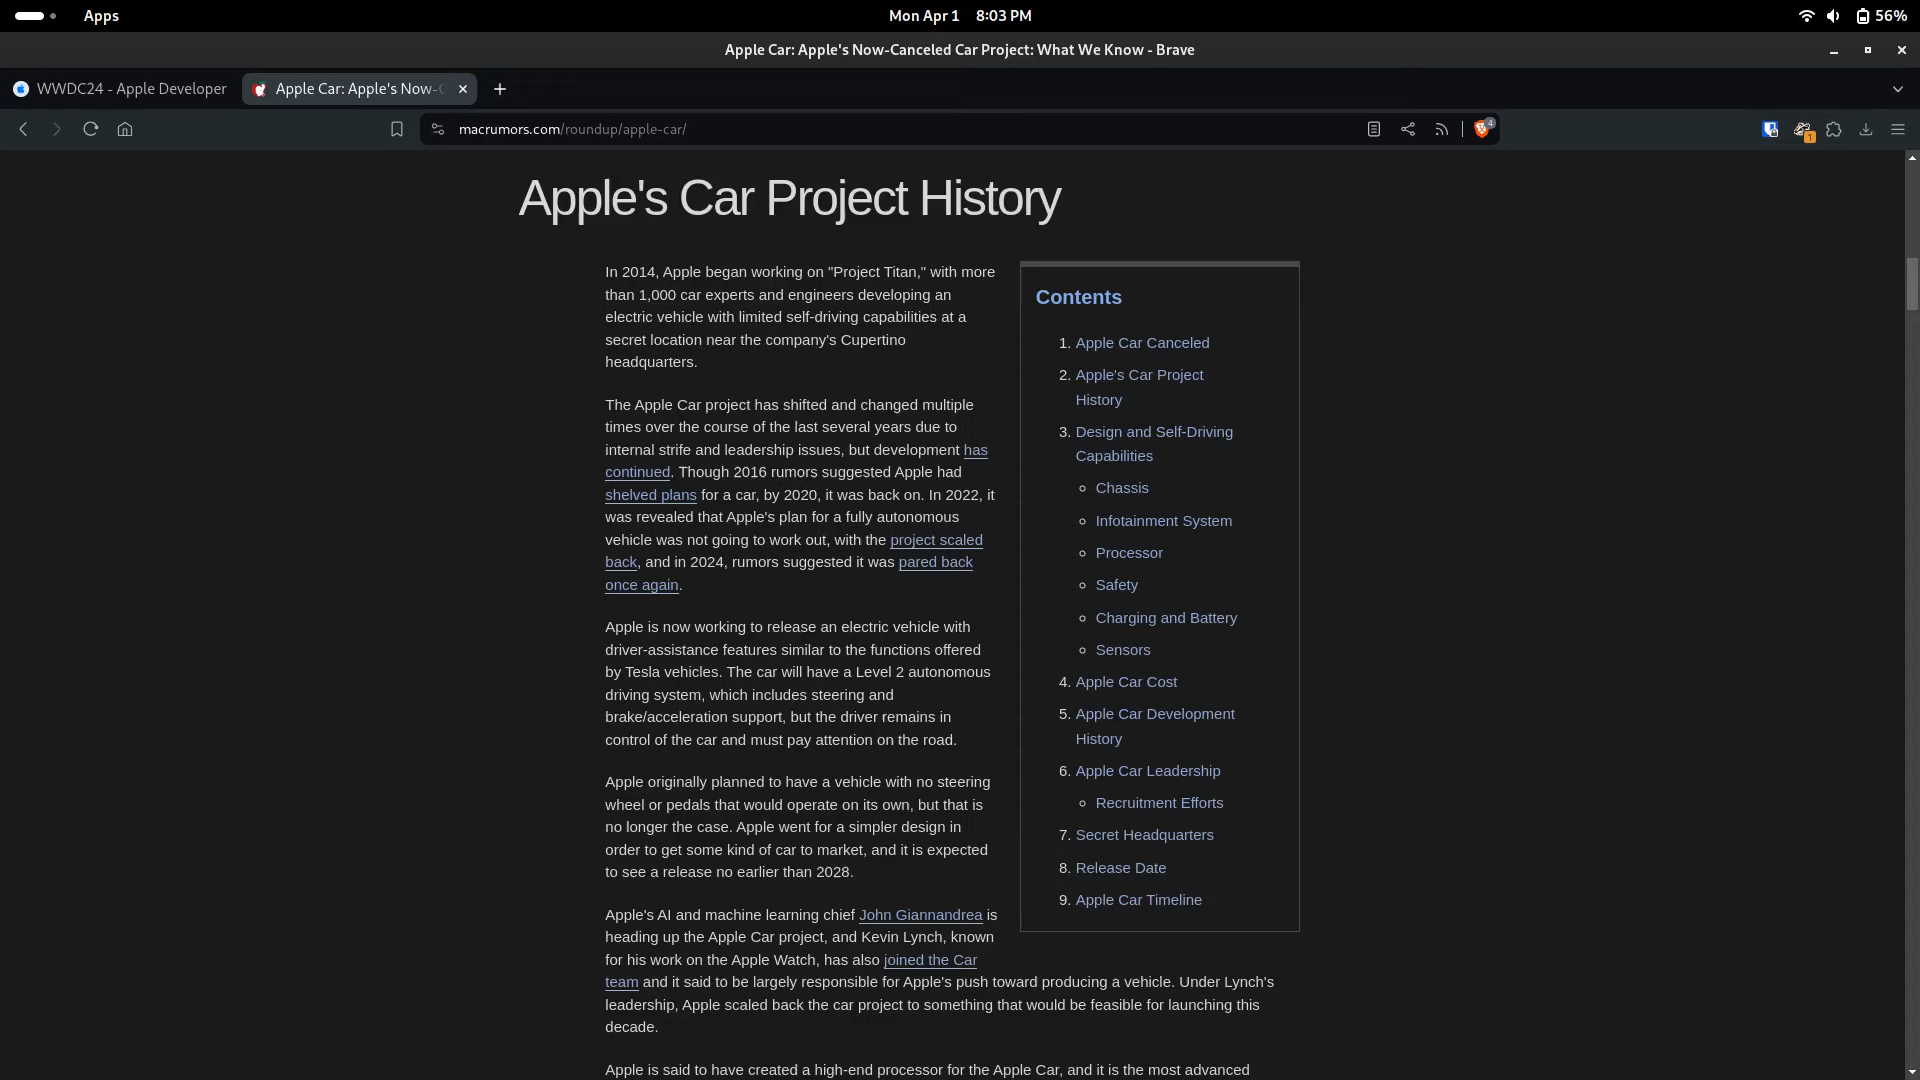 Apps
Mon Apr 1 8:03 PM
56%
Apple Car: Apple's Now-Canceled Car Project: What We Know - Brave
WWDC24 - Apple Developer
Apple Car: Apple's Now-C
macrumors.com/roundup/apple-car/
4
1
Apple's Car Project History
In 2014, Apple began working on "Project Titan," with more
than 1,000 car experts and engineers developing an
electric vehicle with limited self-driving capabilities at a
secret location near the company's Cupertino
headquarters.
The Apple Car project has shifted and changed multiple
times over the course of the last several years due to
internal strife and leadership issues, but development has
continued. Though 2016 rumors suggested Apple had
shelved plans for a car, by 2020, it was back on. In 2022, it
was revealed that Apple's plan for a fully autonomous
vehicle was not going to work out, with the project scaled
back, and in 2024, rumors suggested it was pared back
once again.
Apple is now working to release an electric vehicle with
driver-assistance features similar to the functions offered
by Tesla vehicles. The car will have a Level 2 autonomous
driving system, which includes steering and
brake/acceleration support, but the driver remains in
control of the car and must pay attention on the road.
Apple originally planned to have a vehicle with no steering
wheel or pedals that would operate on its own, but that is
no longer the case. Apple went for a simpler design in
order to get some kind of car to market, and it is expected
to see a release no earlier than 2028.
Apple's AI and machine learning chief John Giannandrea is
heading up the Apple Car project, and Kevin Lynch, known
for his work on the Apple Watch, has also joined the Car
team and it said to be largely responsible for Apple's push toward producing a vehicle. Under Lynch's
leadership, Apple scaled back the car project to something that would be feasible for launching this
decade.
Apple is said to have created a high-end processor for the Apple Car, and it is the most advanced
Contents
1. Apple Car Canceled
2. Apple's Car Project
History
3. Design and Self-Driving
Capabilities
Chassis
Infotainment System
Processor
Safety
Charging and Battery
Sensors
4. Apple Car Cost
5. Apple Car Development
History
6. Apple Car Leadership
Recruitment Efforts
7. Secret Headquarters
8. Release Date
9. Apple Car Timeline